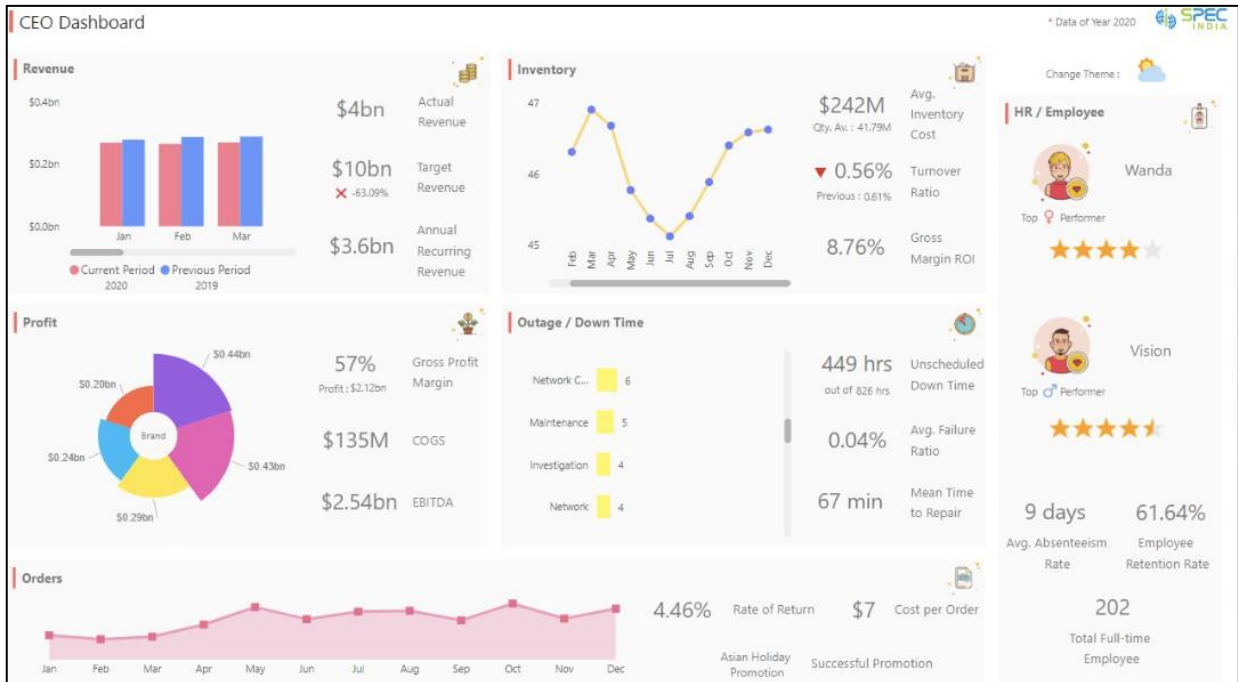 CEO Dashboard
* Data of Year 2020
SPEC
INDIA
Change Theme :
Revenue
$0.4bn
$0.2bn
$0.0bn
Jan
Feb
Mar
Current Period
2020
Previous Period
2019
$4bn
Actual
Revenue
$10bn
-63.09%
Target
Revenue
$3.6bn
Annual
Recurring
Revenue
Inventory
47
46
45
Feb
Mar
Apr
May
Jun
Jul
Aug
Sep
Oct
Nov
Dec
$242M
Qty. Av. : 41.79M
Avg.
Inventory
Cost
0.56%
Previous : 0.61%
Turnover
Ratio
8.76%
Gross
Margin ROI
HR / Employee
Wanda
Top ♀ Performer
Vision
Top ♂ Performer
9 days
Avg. Absenteeism
Rate
61.64%
Employee
Retention Rate
202
Total Full-time
Employee
Profit
$0.44bn
$0.20bn
Brand
$0.24bn
$0.43bn
$0.29bn
57%
Profit : $2.12bn
Gross Profit
Margin
$135M
COGS
$2.54bn
EBITDA
Outage / Down Time
Network C...
6
Maintenance
5
Investigation
4
Network
4
449 hrs
out of 826 hrs
Unscheduled
Down Time
0.04%
Avg. Failure
Ratio
67 min
Mean Time
to Repair
Orders
Jan
Feb
Mar
Apr
May
Jun
Jul
Aug
Sep
Oct
Nov
Dec
4.46%
Rate of Return
$7
Cost per Order
Asian Holiday
Promotion
Successful Promotion